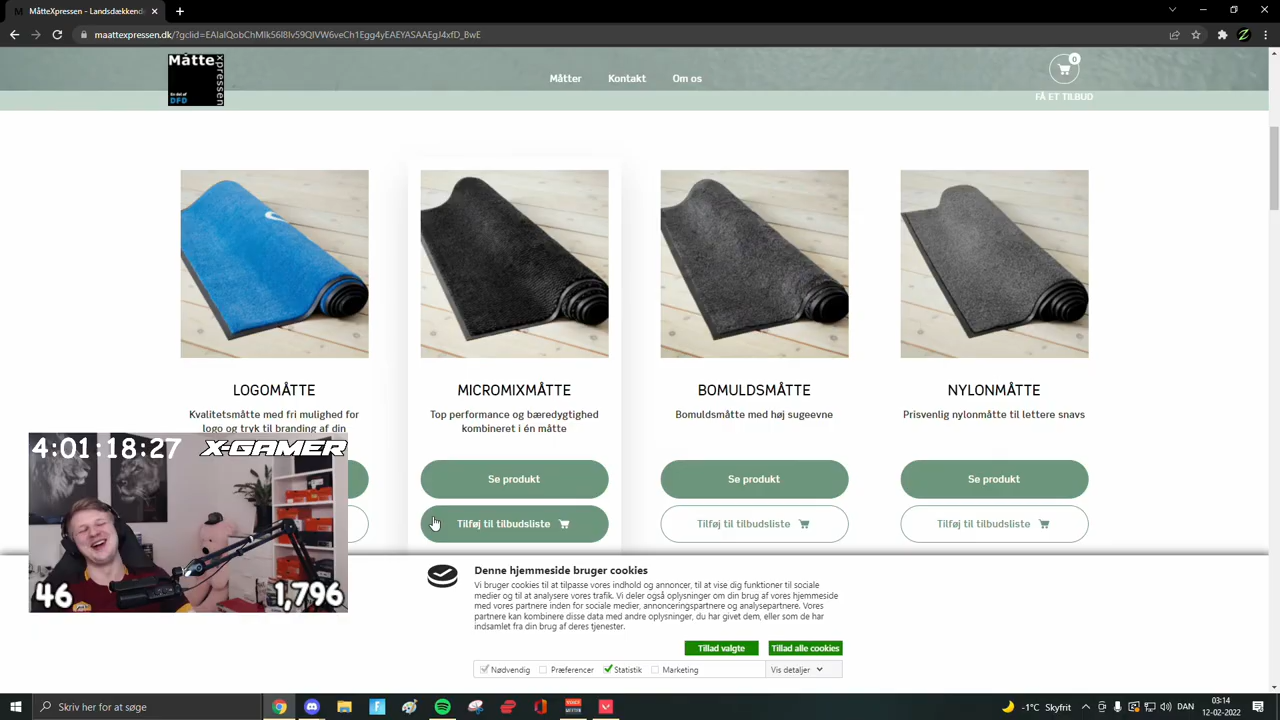 MåtteXpressen - Landsdækkende
maattexpressen.dk/?gclid=EAIaIQobChMIk56I8Iv59QIVW6veCh1Egg4yEAEYASAAEgJ4xfD_BwE
Måtte
xpressen
En del af
DFD
Måtter
Kontakt
Om os
0
FÅ ET TILBUD
LOGOMÅTTE
Kvalitetsmåtte med fri mulighed for
logo og tryk til branding af din
MICROMIXMÅTTE
Top performance og bæredygtighed
kombineret i én måtte
Se produkt
Tilføj til tilbudsliste
BOMULDSMÅTTE
Bomuldsmåtte med høj sugeevne
Se produkt
Tilføj til tilbudsliste
NYLONMÅTTE
Prisvenlig nylonmåtte til lettere snavs
Se produkt
Tilføj til tilbudsliste
4:01:18:27
X-GAMER
46
1,796
Denne hjemmeside bruger cookies
Vi bruger cookies til at tilpasse vores indhold og annoncer, til at vise dig funktioner til sociale
medier og til at analysere vores trafik. Vi deler også oplysninger om din brug af vores hjemmeside
med vores partnere inden for sociale medier, annonceringspartnere og analysepartnere. Vores
partnere kan kombinere disse data med andre oplysninger, du har givet dem, eller som de har
indsamlet fra din brug af deres tjenester.
Tillad valgte
Tillad alle cookies
Nødvendig
Præferencer
Statistik
Marketing
Vis detaljer
Skriv her for at søge
-1°C Skyfrit
DAN
03:14
12-02-2022